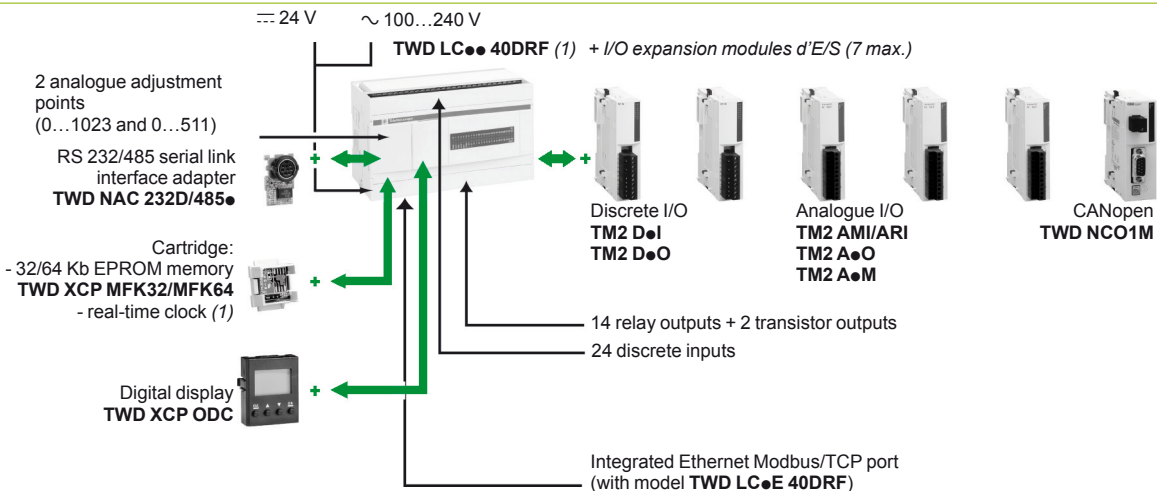 ⎓ 24 V
∿ 100…240 V
TWD LC●● 40DRF (1) + I/O expansion modules d'E/S (7 max.)
2 analogue adjustment
points
(0…1023 and 0…511)
RS 232/485 serial link
interface adapter
TWD NAC 232D/485●
Cartridge:
- 32/64 Kb EPROM memory
TWD XCP MFK32/MFK64
- real-time clock (1)
Digital display
TWD XCP ODC
+
+
+
+
Discrete I/O
TM2 D●I
TM2 D●O
Analogue I/O
TM2 AMI/ARI
TM2 A●O
TM2 A●M
CANopen
TWD NCO1M
14 relay outputs + 2 transistor outputs
24 discrete inputs
Integrated Ethernet Modbus/TCP port
(with model TWD LC●E 40DRF)